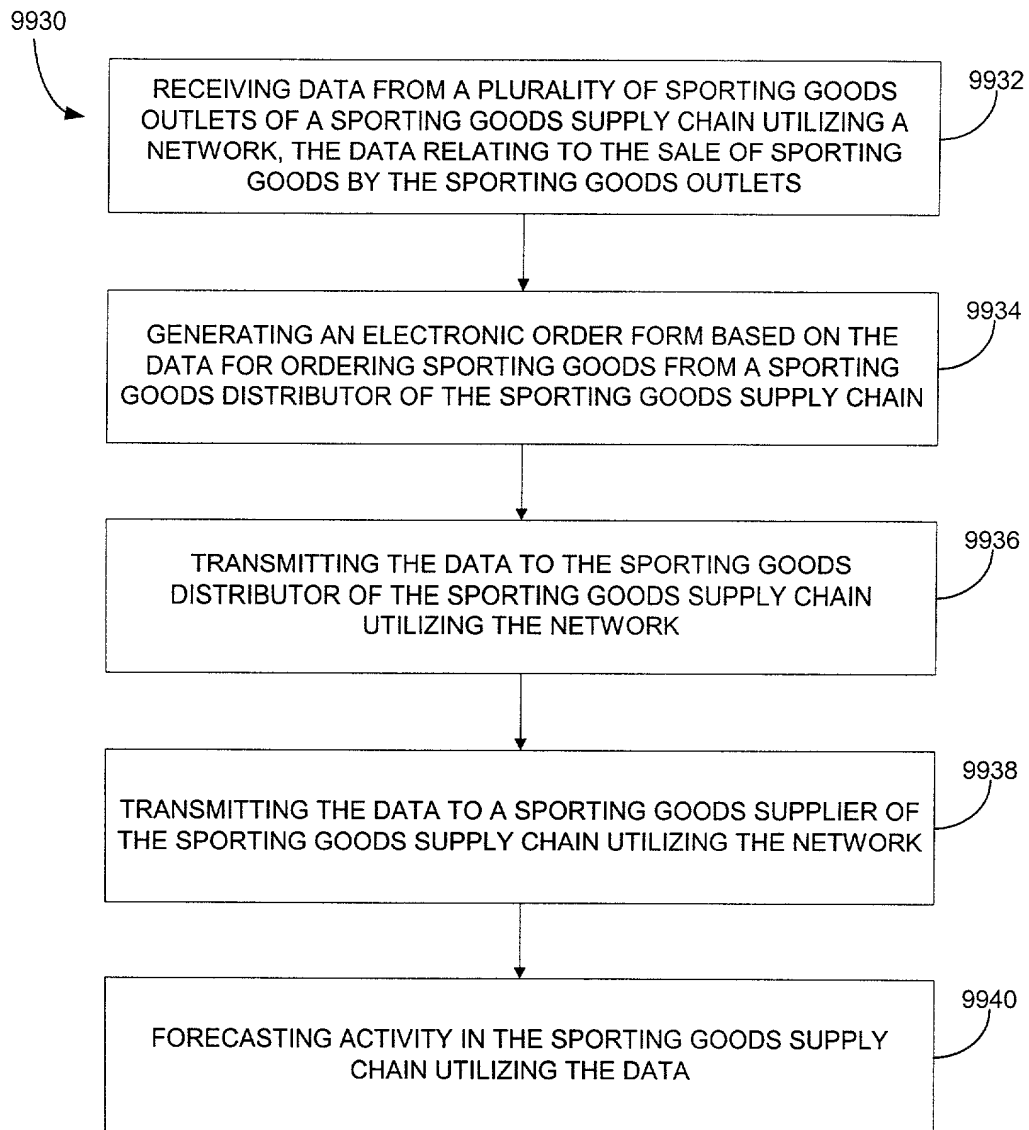 9930
RECEIVING DATA FROM A PLURALITY OF SPORTING GOODS
OUTLETS OF A SPORTING GOODS SUPPLY CHAIN UTILIZING A
NETWORK, THE DATA RELATING TO THE SALE OF SPORTING
GOODS BY THE SPORTING GOODS OUTLETS
9932
GENERATING AN ELECTRONIC ORDER FORM BASED ON THE
DATA FOR ORDERING SPORTING GOODS FROM A SPORTING
GOODS DISTRIBUTOR OF THE SPORTING GOODS SUPPLY CHAIN
9934
TRANSMITTING THE DATA TO THE SPORTING GOODS
DISTRIBUTOR OF THE SPORTING GOODS SUPPLY CHAIN
UTILIZING THE NETWORK
9936
TRANSMITTING THE DATA TO A SPORTING GOODS SUPPLIER OF
THE SPORTING GOODS SUPPLY CHAIN UTILIZING THE NETWORK
9938
FORECASTING ACTIVITY IN THE SPORTING GOODS SUPPLY
CHAIN UTILIZING THE DATA
9940